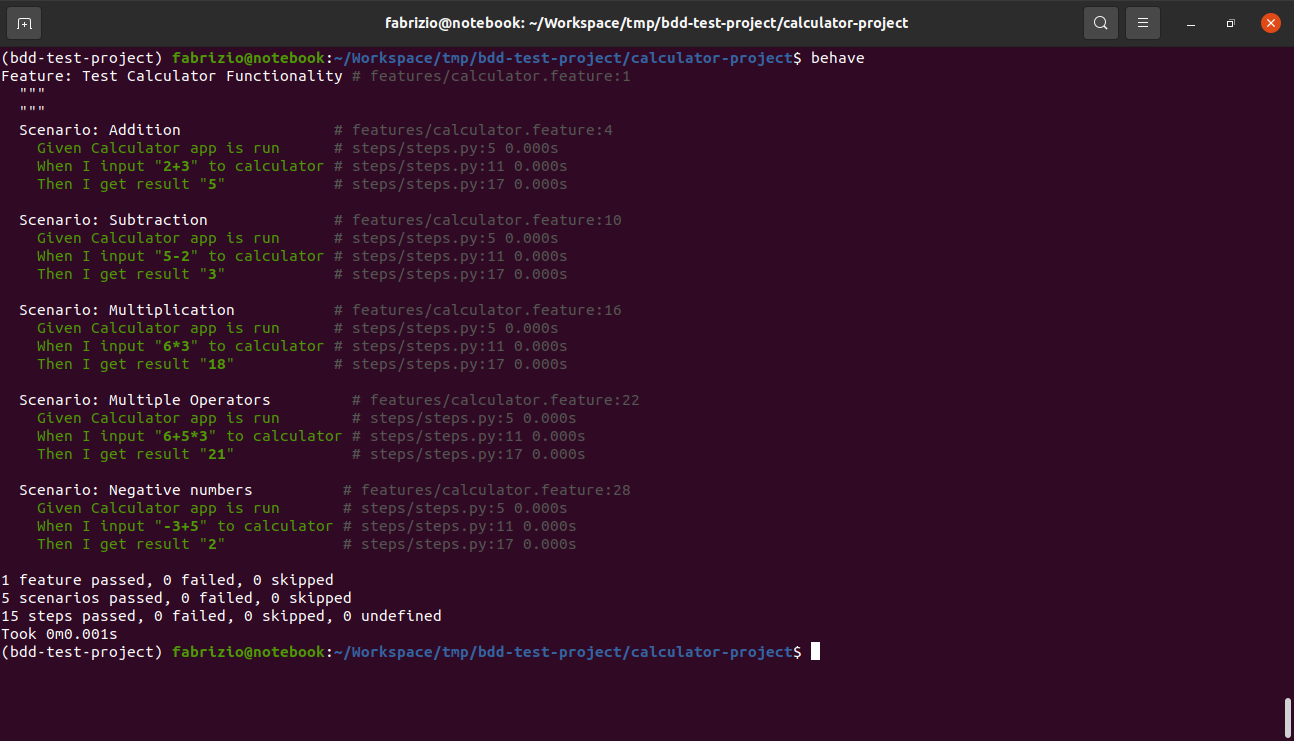 fabrizio@notebook: ~/Workspace/tmp/bdd-test-project/calculator-project
(bdd-test-project) fabrizio@notebook:~/Workspace/tmp/bdd-test-project/calculator-project$ behave
Feature: Test Calculator Functionality # features/calculator.feature:1
  """
  """
  Scenario: Addition                 # features/calculator.feature:4
    Given Calculator app is run      # steps/steps.py:5 0.000s
    When I input "2+3" to calculator # steps/steps.py:11 0.000s
    Then I get result "5"            # steps/steps.py:17 0.000s

  Scenario: Subtraction              # features/calculator.feature:10
    Given Calculator app is run      # steps/steps.py:5 0.000s
    When I input "5-2" to calculator # steps/steps.py:11 0.000s
    Then I get result "3"            # steps/steps.py:17 0.000s

  Scenario: Multiplication           # features/calculator.feature:16
    Given Calculator app is run      # steps/steps.py:5 0.000s
    When I input "6*3" to calculator # steps/steps.py:11 0.000s
    Then I get result "18"           # steps/steps.py:17 0.000s

  Scenario: Multiple Operators         # features/calculator.feature:22
    Given Calculator app is run        # steps/steps.py:5 0.000s
    When I input "6+5*3" to calculator # steps/steps.py:11 0.000s
    Then I get result "21"             # steps/steps.py:17 0.000s

  Scenario: Negative numbers          # features/calculator.feature:28
    Given Calculator app is run       # steps/steps.py:5 0.000s
    When I input "-3+5" to calculator # steps/steps.py:11 0.000s
    Then I get result "2"             # steps/steps.py:17 0.000s

1 feature passed, 0 failed, 0 skipped
5 scenarios passed, 0 failed, 0 skipped
15 steps passed, 0 failed, 0 skipped, 0 undefined
Took 0m0.001s
(bdd-test-project) fabrizio@notebook:~/Workspace/tmp/bdd-test-project/calculator-project$